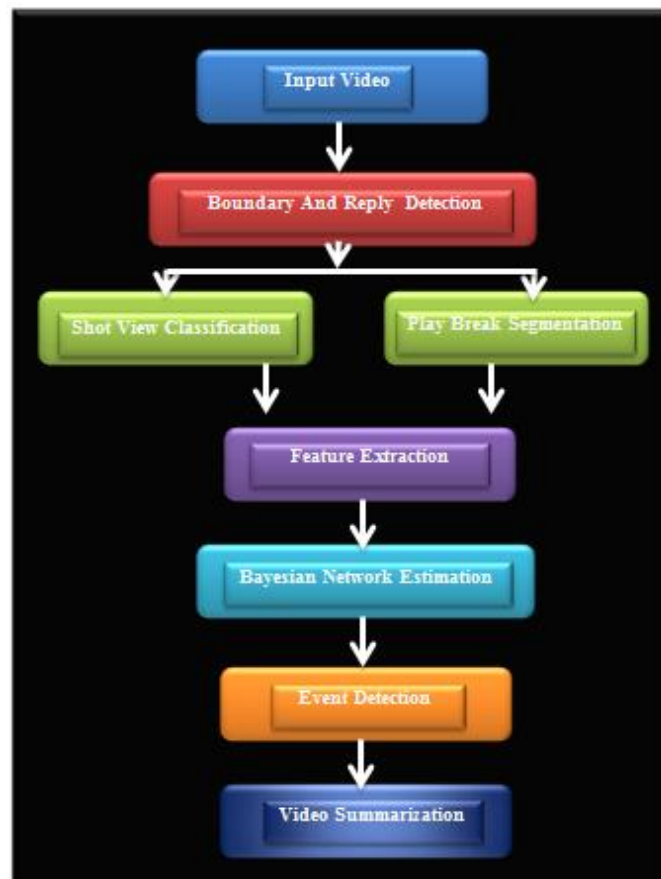 Input Video
Boundary And Reply Detection
Shot View Classification
Play Break Segmentation
Feature Extraction
Bayesian Network Estimation
Event Detection
Video Summarization